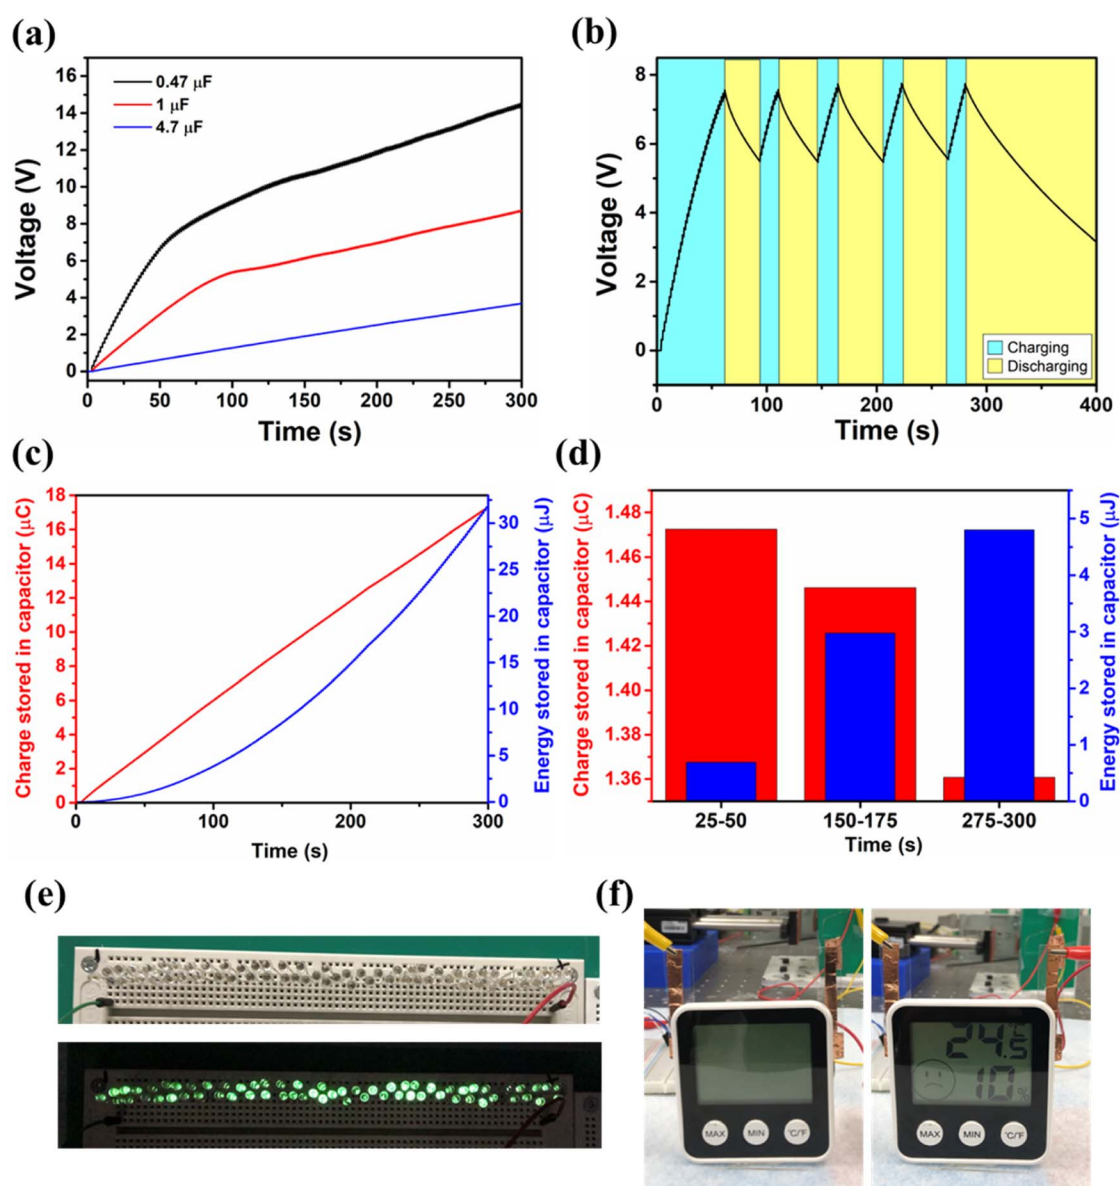 (a)
16
14
12
10
8
6
4
2
0
Voltage (V)
0.47 μF
1 μF
4.7 μF
0 50 100 150 200 250 300
Time (s)
(b)
8
6
4
2
0
Voltage (V)
Charging
Discharging
0 100 200 300 400
Time (s)
(c)
18
16
14
12
10
8
6
4
2
0
Charge stored in capacitor (μC)
30
25
20
15
10
5
0
Energy stored in capacitor (μJ)
0 100 200 300
Time (s)
(d)
1.48
1.46
1.44
1.42
1.40
1.38
1.36
Charge stored in capacitor (μC)
5
4
3
2
1
0
Energy stored in capacitor (μJ)
25-50 150-175 275-300
Time (s)
(e)
(f)
MAX MIN °C/F
24.5 °C
10 %
MAX MIN °C/F